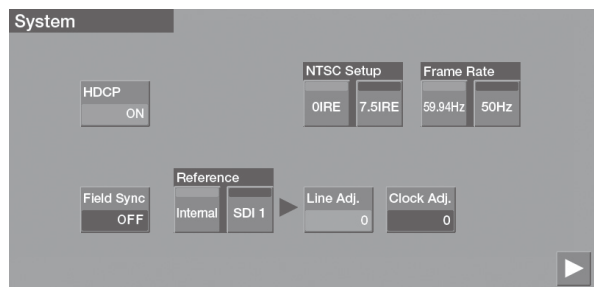 System
NTSC Setup
Frame Rate
HDCP
ON
0IRE
7.5IRE
59.94Hz
50Hz
Reference
Field Sync
OFF
Internal
SDI 1
Line Adj.
0
Clock Adj.
0